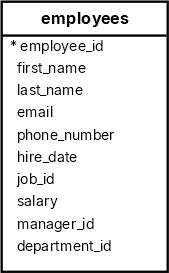 employees
* employee_id
first_name
last_name
email
phone_number
hire_date
job_id
salary
manager_id
department_id